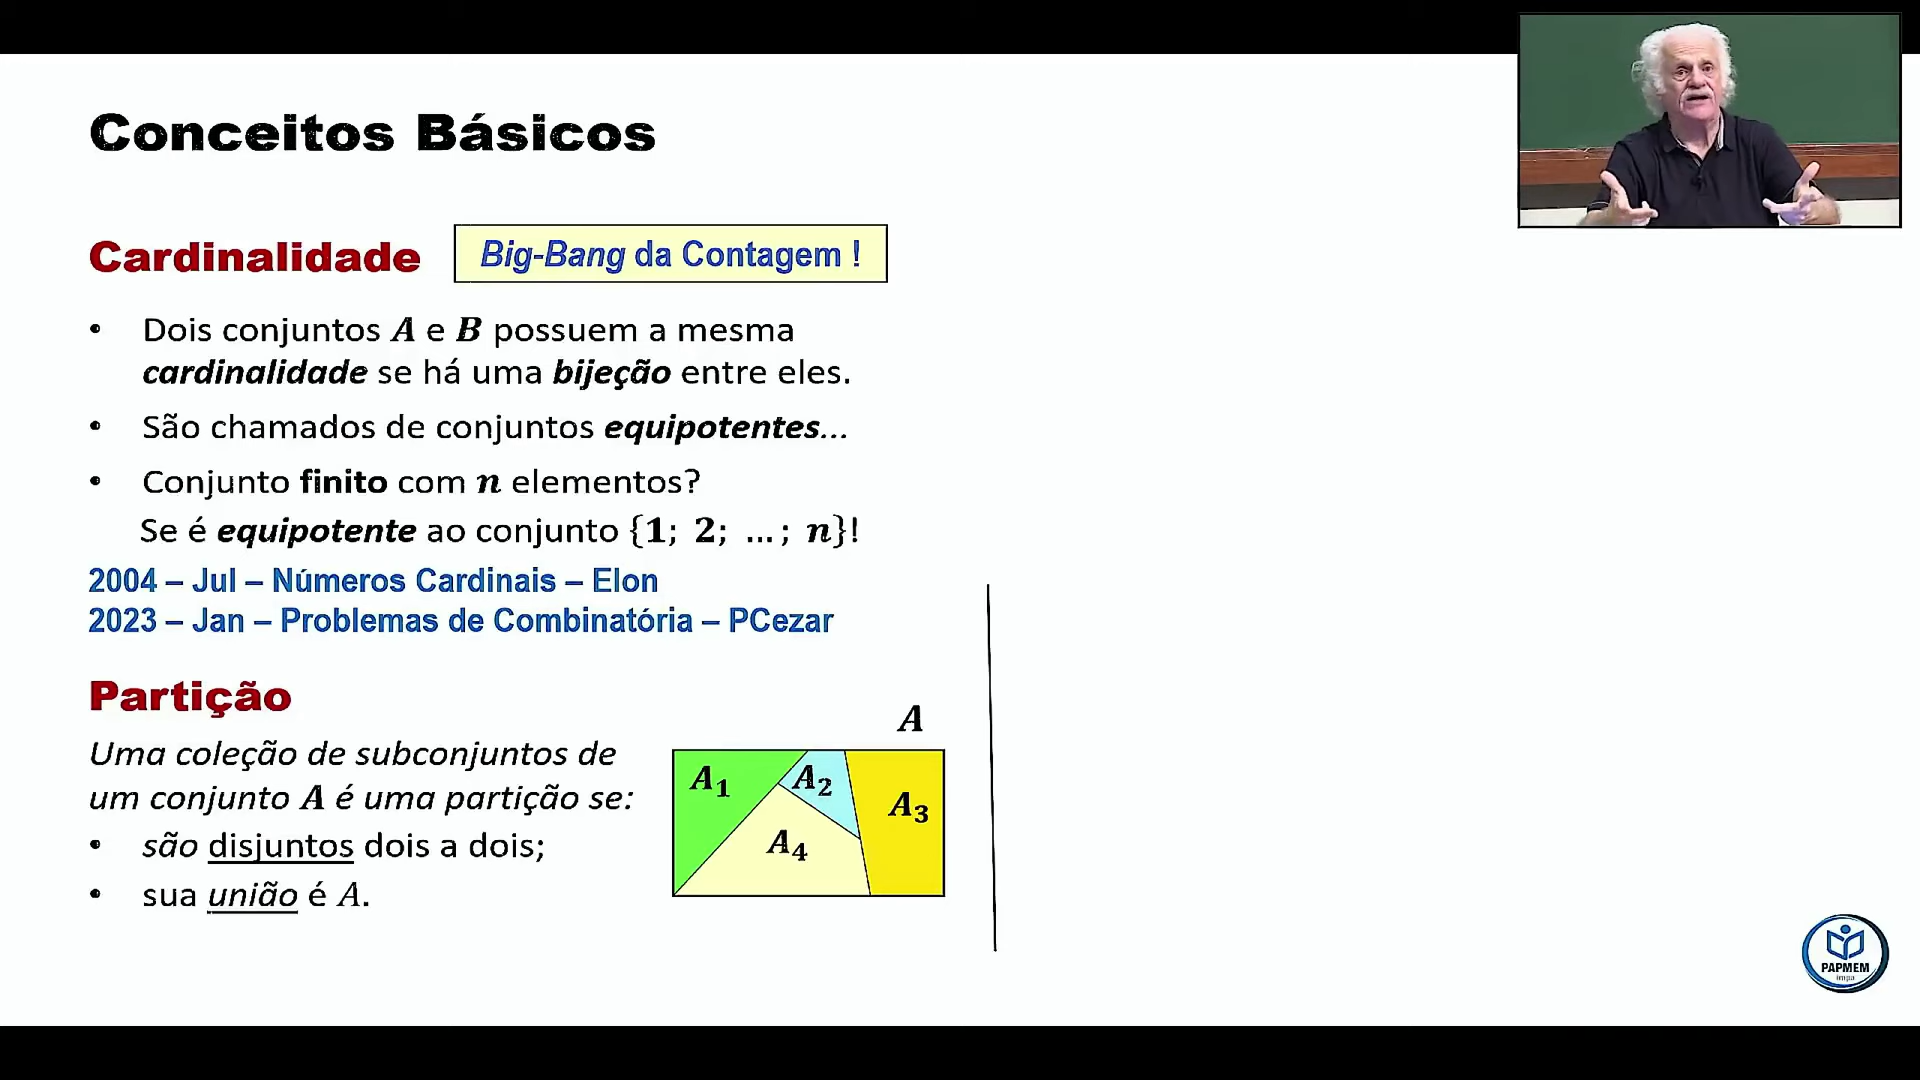 Conceitos Básicos
Cardinalidade
Big-Bang da Contagem !
• Dois conjuntos A e B possuem a mesma
cardinalidade se há uma bijeção entre eles.
• São chamados de conjuntos equipotentes...
• Conjunto finito com n elementos?
Se é equipotente ao conjunto {1; 2; ...; n}!
2004 – Jul – Números Cardinais – Elon
2023 – Jan – Problemas de Combinatória – PCezar
Partição
Uma coleção de subconjuntos de
um conjunto A é uma partição se:
• são disjuntos dois a dois;
• sua união é A.
A
A₁ A₂
A₃
A₄
PAPMEM
impa